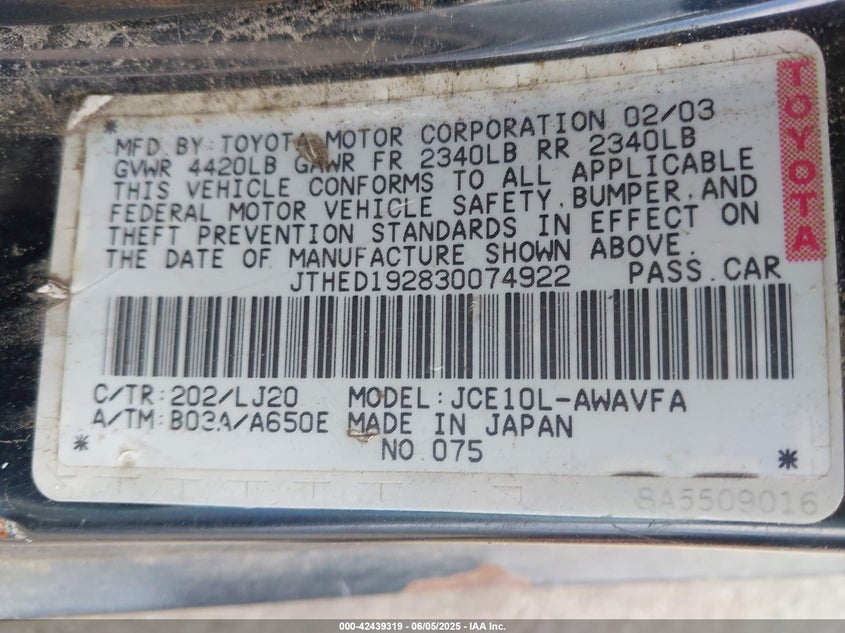 * MFD BY: TOYOTA MOTOR CORPORATION 02/03
GVWR 4420LB GAWR FR 2340LB RR 2340LB
THIS VEHICLE CONFORMS TO ALL APPLICABLE
FEDERAL MOTOR VEHICLE SAFETY, BUMPER, AND
THEFT PREVENTION STANDARDS IN EFFECT ON
THE DATE OF MANUFACTURE SHOWN ABOVE.
JTHED192830074922 PASS. CAR
TOYOTA
C/TR: 202/LJ20 MODEL: JCE10L-AWAVFA
A/TM: B03A/A650E MADE IN JAPAN
* NO. 075 *
8A5509016
000-42439319 - 06/05/2025 - IAA Inc.